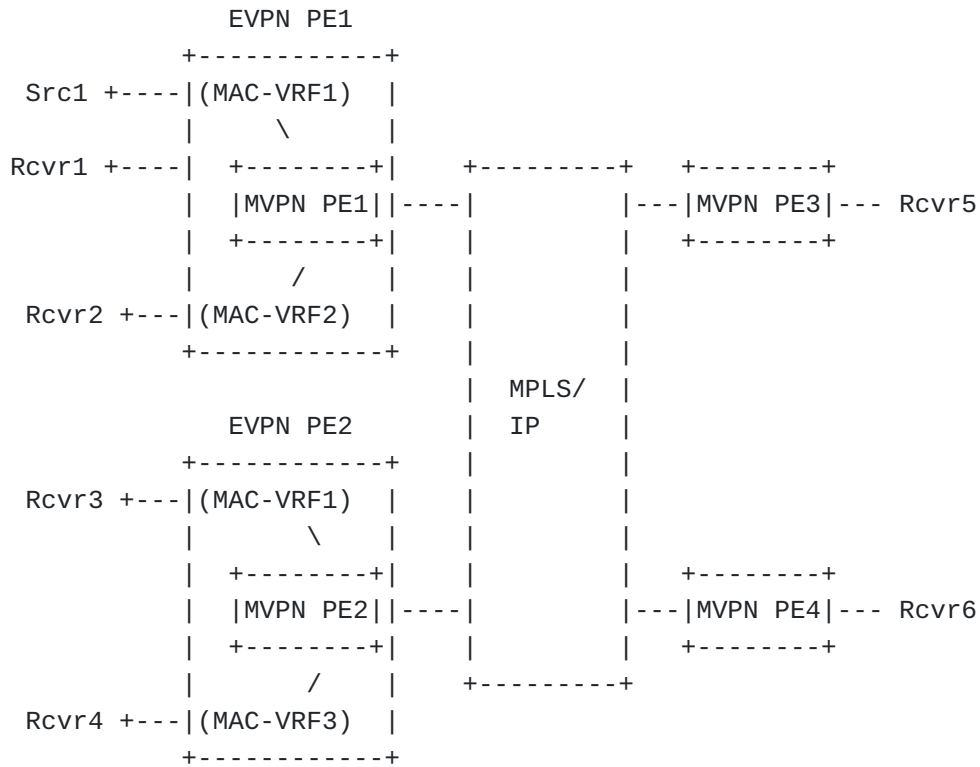 EVPN PE1
+------------+
Src1 +----|(MAC-VRF1) |
| \ |
Rcvr1 +----| +--------+| +---------+ +--------+
| |MVPN PE1||----| |---|MVPN PE3|--- Rcvr5
| +--------+| | | +--------+
| / | | |
Rcvr2 +---|(MAC-VRF2) | | |
+------------+ | |
| MPLS/ |
EVPN PE2 | IP |
+------------+ | |
Rcvr3 +---|(MAC-VRF1) | | |
| \ | | |
| +--------+| | | +--------+
| |MVPN PE2||----| |---|MVPN PE4|--- Rcvr6
| +--------+| | | +--------+
| / | +---------+
Rcvr4 +---|(MAC-VRF3) |
+------------+